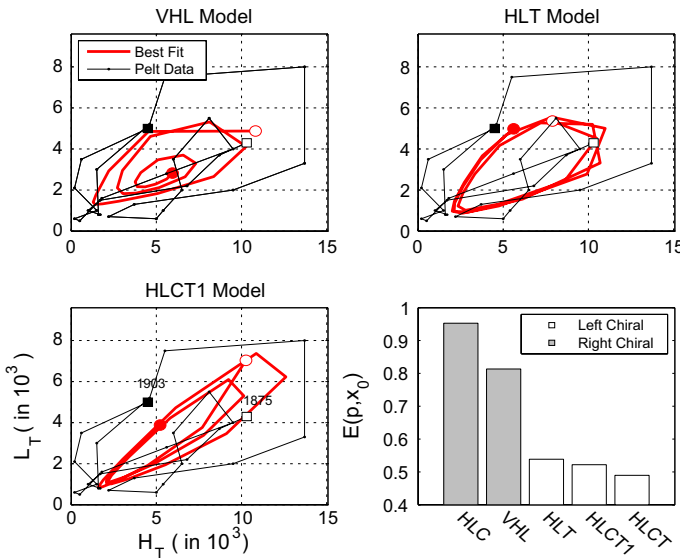 VHL Model
8
6
4
2
0
0 5 10 15
Best Fit
Pelt Data
HLT Model
8
6
4
2
0
0 5 10 15
HLCT1 Model
L_T ( in 10^3)
8
6
4
2
0
1903
1875
0 5 10 15
H_T ( in 10^3)
E(p,x_0)
1
0.9
0.8
0.7
0.6
0.5
0.4
Left Chiral
Right Chiral
HLC VHL HLT HLCT1 HLCT